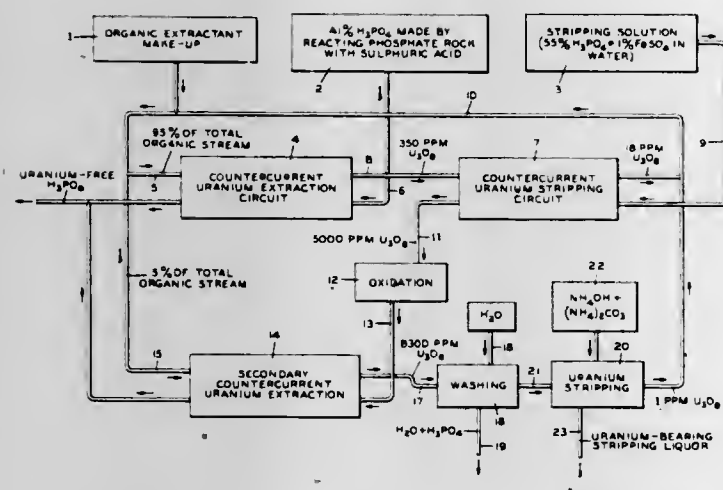 1
ORGANIC EXTRACTANT
MAKE-UP
41% H₃PO₄ MADE BY
REACTING PHOSPHATE ROCK
WITH SULPHURIC ACID
2
STRIPPING SOLUTION
(55% H₃PO₄ + 1% FeSO₄ IN
WATER)
3
10
95% OF TOTAL
ORGANIC STREAM
4
COUNTERCURRENT
URANIUM EXTRACTION
CIRCUIT
5
8
6
350 PPM
U₃O₈
7
COUNTERCURRENT
URANIUM STRIPPING
CIRCUIT
18 PPM
U₃O₈
9
URANIUM-FREE
H₃PO₄
5000 PPM U₃O₈
11
12
OXIDATION
13
5% OF TOTAL
ORGANIC STREAM
14
SECONDARY
COUNTERCURRENT
URANIUM EXTRACTION
15
8300 PPM
U₃O₈
17
H₂O
18
WASHING
18
H₂O + H₃PO₄
19
21
22
NH₄OH +
(NH₄)₂CO₃
20
URANIUM
STRIPPING
1 PPM U₃O₈
23
URANIUM-BEARING
STRIPPING LIQUOR